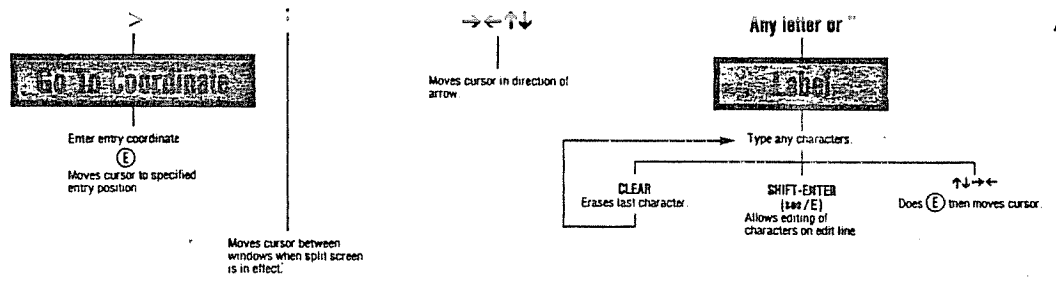 >
:
→←↑↓
Any letter or "
Go To Coordinate
Label
Moves cursor in direction of
arrow.
Enter entry coordinate
E
Moves cursor to specified
entry position
Moves cursor between
windows when split screen
is in effect.
Type any characters.
CLEAR
Erases last character.
SHIFT-ENTER
(see /E)
Allows editing of
characters on edit line
↑↓→←
Does E then moves cursor.